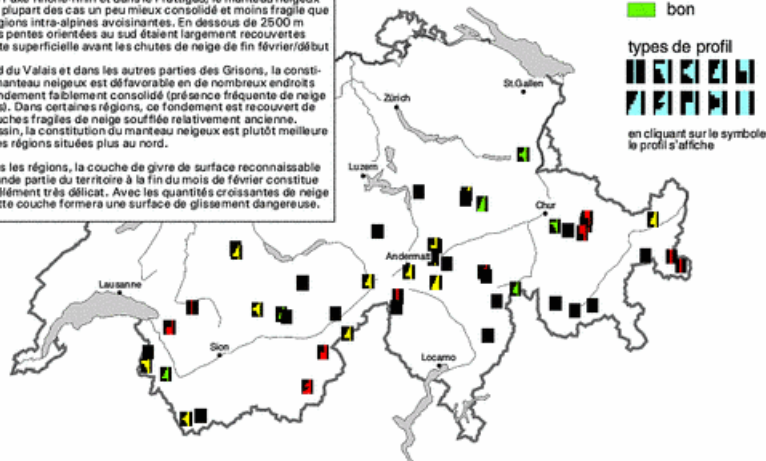 plupart des cas un peu mieux consolidé et moins fragile que
gions intra-alpines avoisinantes. En dessous de 2500 m
s pentes orientées au sud étaient largement recouvertes
te superficielle avant les chutes de neige de fin février/début
d du Valais et dans les autres parties des Grisons, la consti-
manteau neigeux est défavorable en de nombreux endroits
ndement faiblement consolidé (présence fréquente de neige
s). Dans certaines régions, ce fondement est recouvert de
uches fragiles de neige soufflée relativement ancienne.
ssin, la constitution du manteau neigeux est plutôt meilleure
es régions situées plus au nord.
s les régions, la couche de givre de surface reconnaissable
nde partie du territoire à la fin du mois de février constitue
élément très délicat. Avec les quantités croissantes de neige
tte couche formera une surface de glissement dangereuse.
bon
types de profil
en cliquant sur le symbole
le profil s'affiche
St.Gallen
Zürich
Luzern
Chur
Andermatt
Lausanne
Sion
Locarno